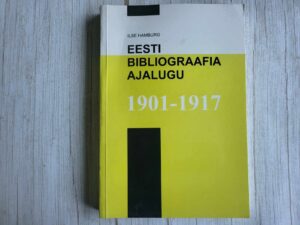 ILSE HAMBURG
EESTI
BIBLIOGRAAFIA
AJALUGU
1901-1917